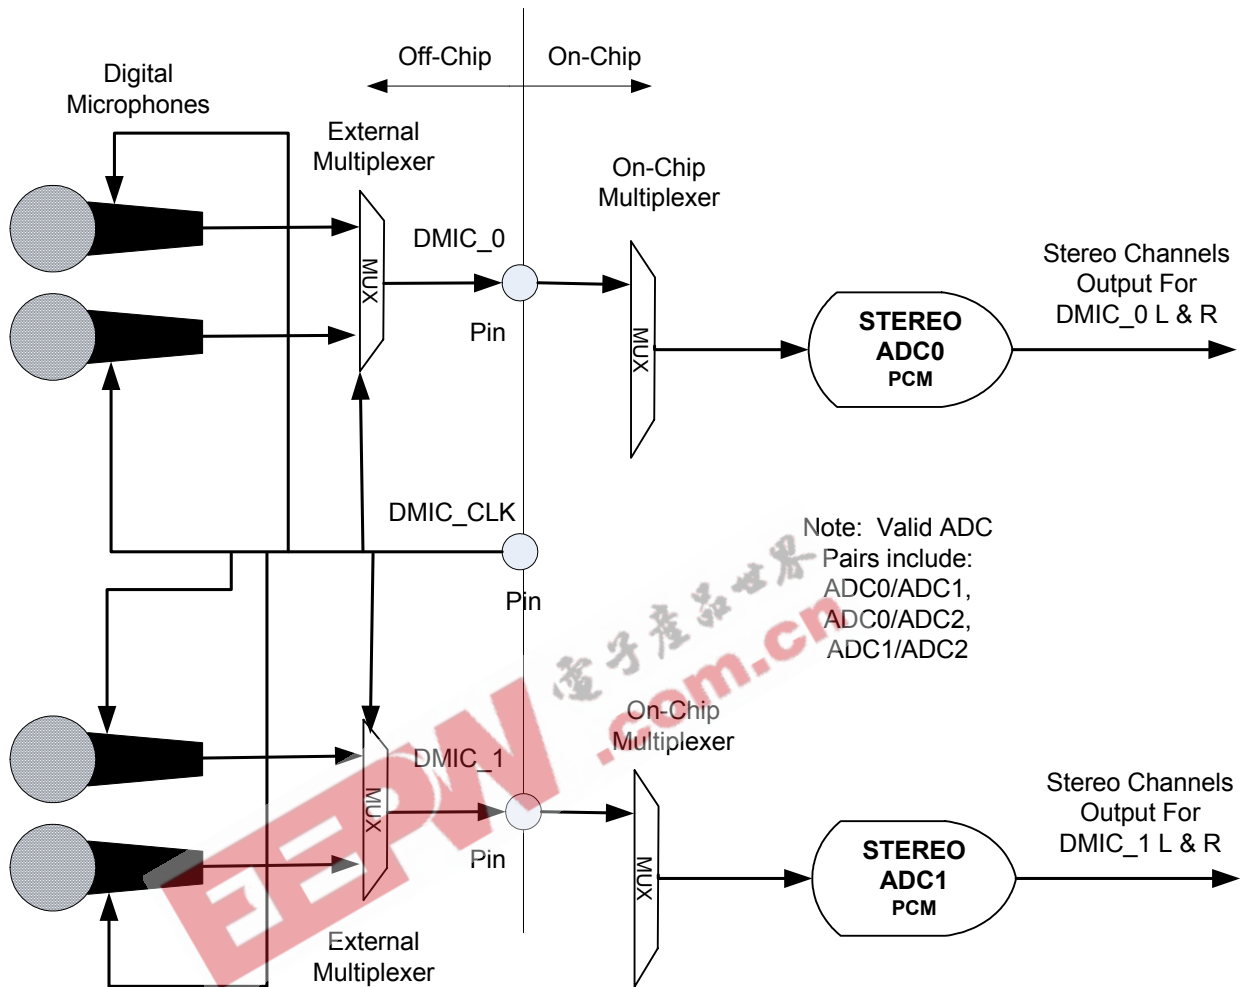 Off-Chip
On-Chip
Digital
Microphones
External
Multiplexer
On-Chip
Multiplexer
DMIC_0
MUX
Pin
MUX
STEREO
ADC0
PCM
Stereo Channels
Output For
DMIC_0 L & R
DMIC_CLK
Pin
Note: Valid ADC
Pairs include:
ADC0/ADC1,
ADC0/ADC2,
ADC1/ADC2
電子產品世界
EEPW.com.cn
On-Chip
Multiplexer
DMIC_1
MUX
Pin
MUX
STEREO
ADC1
PCM
Stereo Channels
Output For
DMIC_1 L & R
External
Multiplexer